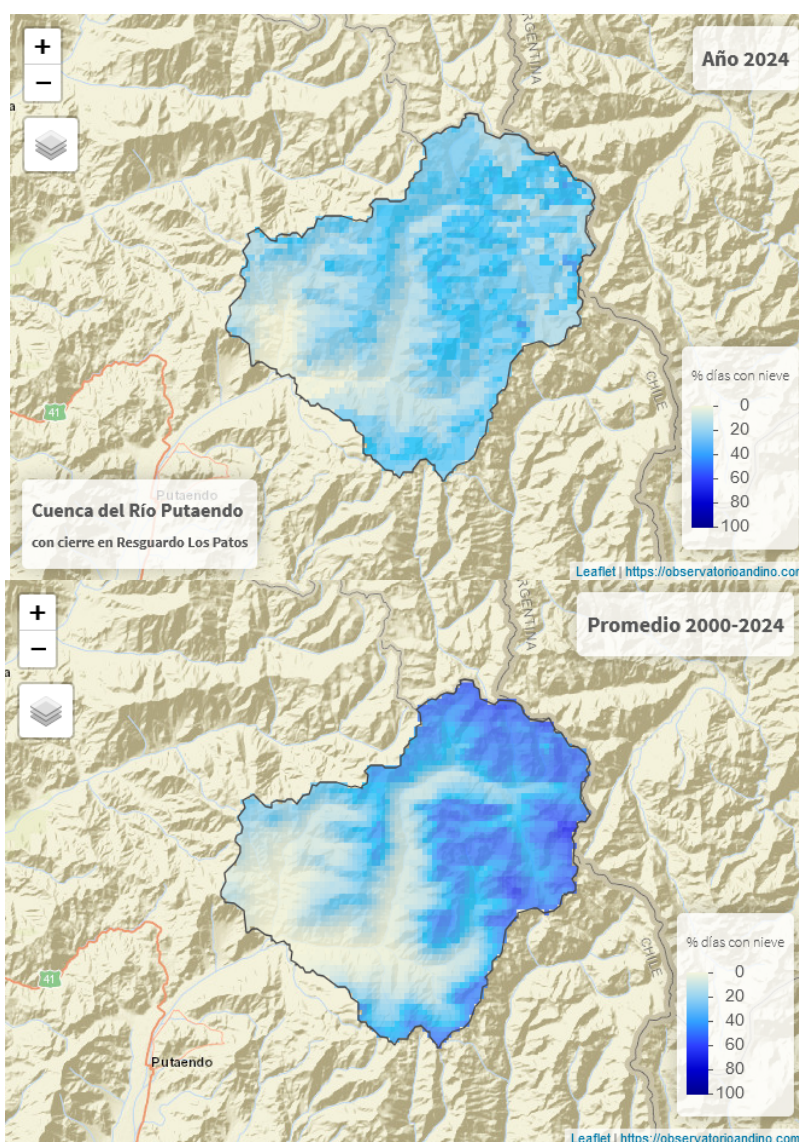 +
Año 2024
−
ARGENTINA
a
% días con nieve
0
20
40
60
80
100
CHILE
41
Putaendo
Cuenca del Río Putaendo
con cierre en Resguardo Los Patos
Leaflet | https://observatorioandino.com
+
Promedio 2000-2024
−
RGENTINA
a
% días con nieve
0
20
40
60
80
100
CHILE
41
Putaendo
Leaflet | https://observatorioandino.com